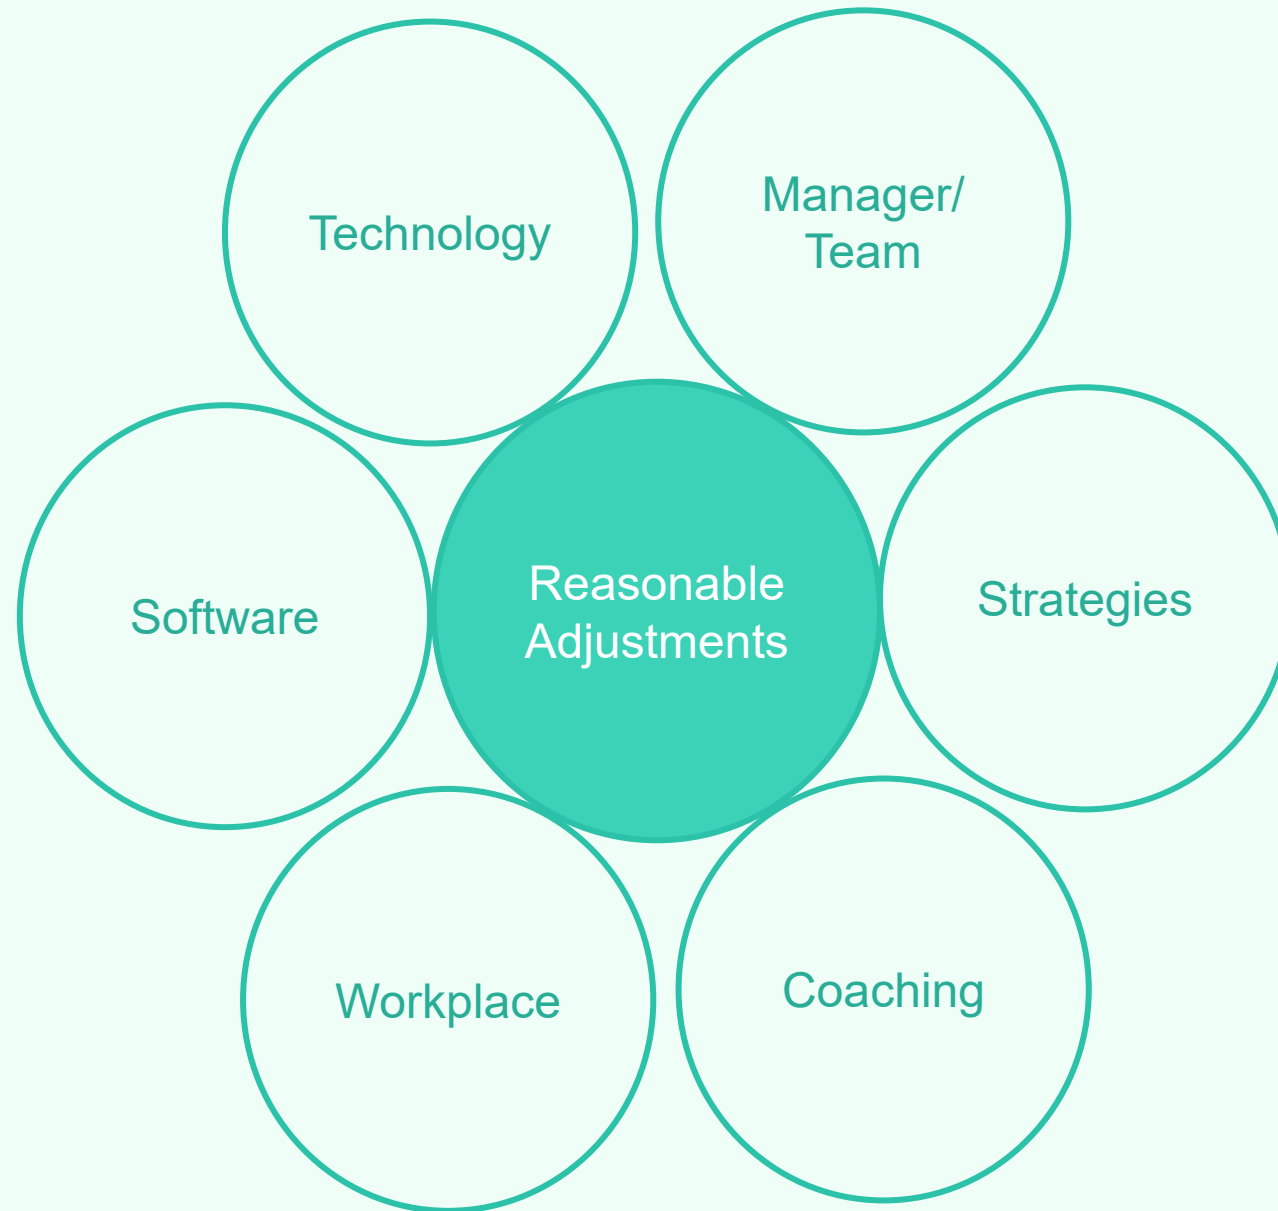 Technology
Manager/
Team
Software
Reasonable
Adjustments
Strategies
Workplace
Coaching